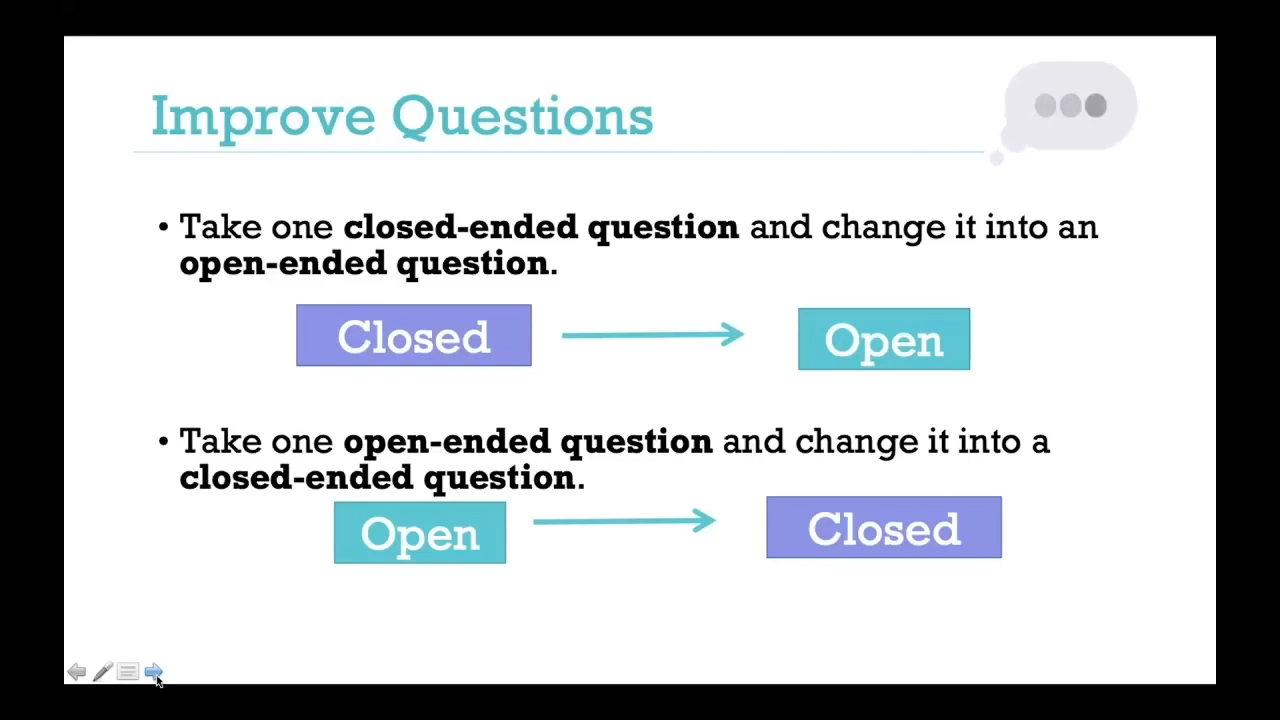 Improve Questions
• Take one closed-ended question and change it into an
open-ended question.
Closed
Open
• Take one open-ended question and change it into a
closed-ended question.
Open
Closed